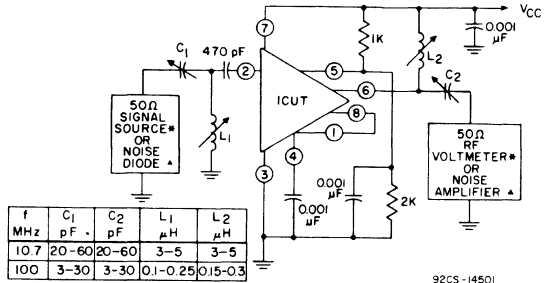 VCC
0.001
µF
7
1K
L2
C1
470 pF
C2
2
5
6
ICUT
8
1
50Ω
SIGNAL
SOURCE*
OR
NOISE
DIODE ▲
L1
4
3
50Ω
RF
VOLTMETER*
OR
NOISE
AMPLIFIER ▲
0.001
µF
0.001
µF
2K
f MHz C1 pF . C2 pF L1 µH L2 µH
10.7 20-60 20-60 3-5 3-5
100 3-30 3-30 0.1-0.25 0.15-0.3
92CS-14501